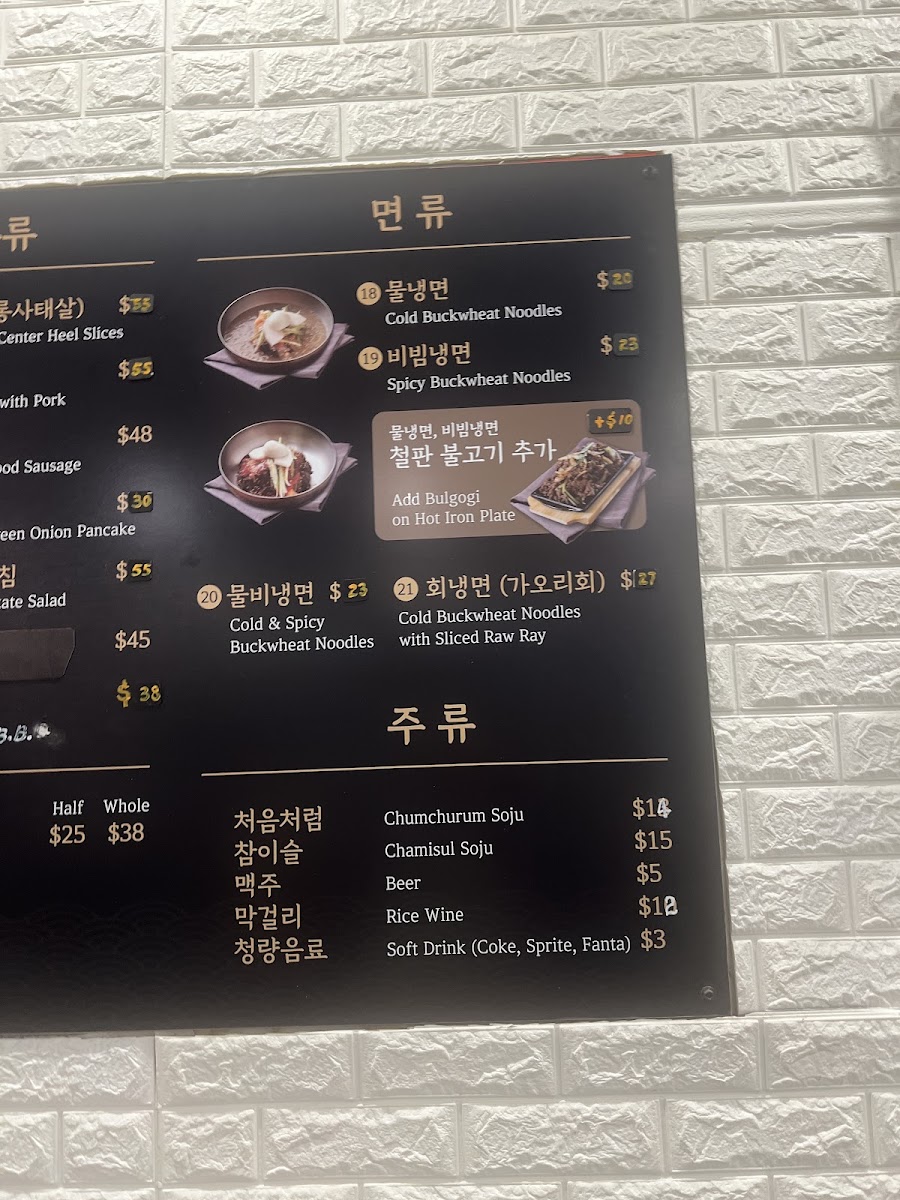 류
룽사태살) $55
Center Heel Slices
$55
with Pork
$48
ood Sausage
$30
een Onion Pancake
침 $55
ate Salad
$45
$38
B.B.
Half Whole
$25 $38
면류
18 물냉면 $20
Cold Buckwheat Noodles
19 비빔냉면 $23
Spicy Buckwheat Noodles
물냉면, 비빔냉면 +$10
철판 불고기 추가
Add Bulgogi
on Hot Iron Plate
20 물비냉면 $23
Cold & Spicy
Buckwheat Noodles
21 회냉면 (가오리회) $27
Cold Buckwheat Noodles
with Sliced Raw Ray
주류
처음처럼 Chumchurum Soju
참이슬 Chamisul Soju $15
맥주 Beer $5
막걸리 Rice Wine
청량음료 Soft Drink (Coke, Sprite, Fanta) $3